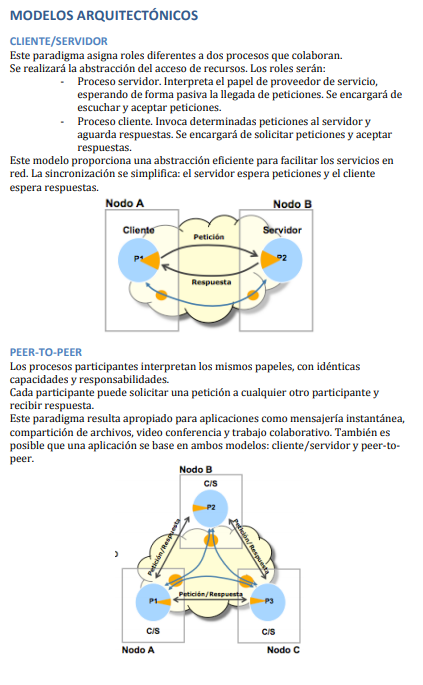 MODELOS ARQUITECTÓNICOS
CLIENTE/SERVIDOR
Este paradigma asigna roles diferentes a dos procesos que colaboran.
Se realizará la abstracción del acceso de recursos. Los roles serán:
- Proceso servidor. Interpreta el papel de proveedor de servicio,
esperando de forma pasiva la llegada de peticiones. Se encargará de
escuchar y aceptar peticiones.
- Proceso cliente. Invoca determinadas peticiones al servidor y
aguarda respuestas. Se encargará de solicitar peticiones y aceptar
respuestas.
Este modelo proporciona una abstracción eficiente para facilitar los servicios en
red. La sincronización se simplifica: el servidor espera peticiones y el cliente
espera respuestas.
Nodo A
Nodo B
Cliente
Servidor
Petición
P1
P2
Respuesta
PEER-TO-PEER
Los procesos participantes interpretan los mismos papeles, con idénticas
capacidades y responsabilidades.
Cada participante puede solicitar una petición a cualquier otro participante y
recibir respuesta.
Este paradigma resulta apropiado para aplicaciones como mensajería instantánea,
compartición de archivos, video conferencia y trabajo colaborativo. También es
posible que una aplicación se base en ambos modelos: cliente/servidor y peer-to-
peer.
Nodo B
C/S
P2
Petición/Respuesta
Petición/Respuesta
P1
Petición/Respuesta
P3
C/S
C/S
Nodo A
Nodo C